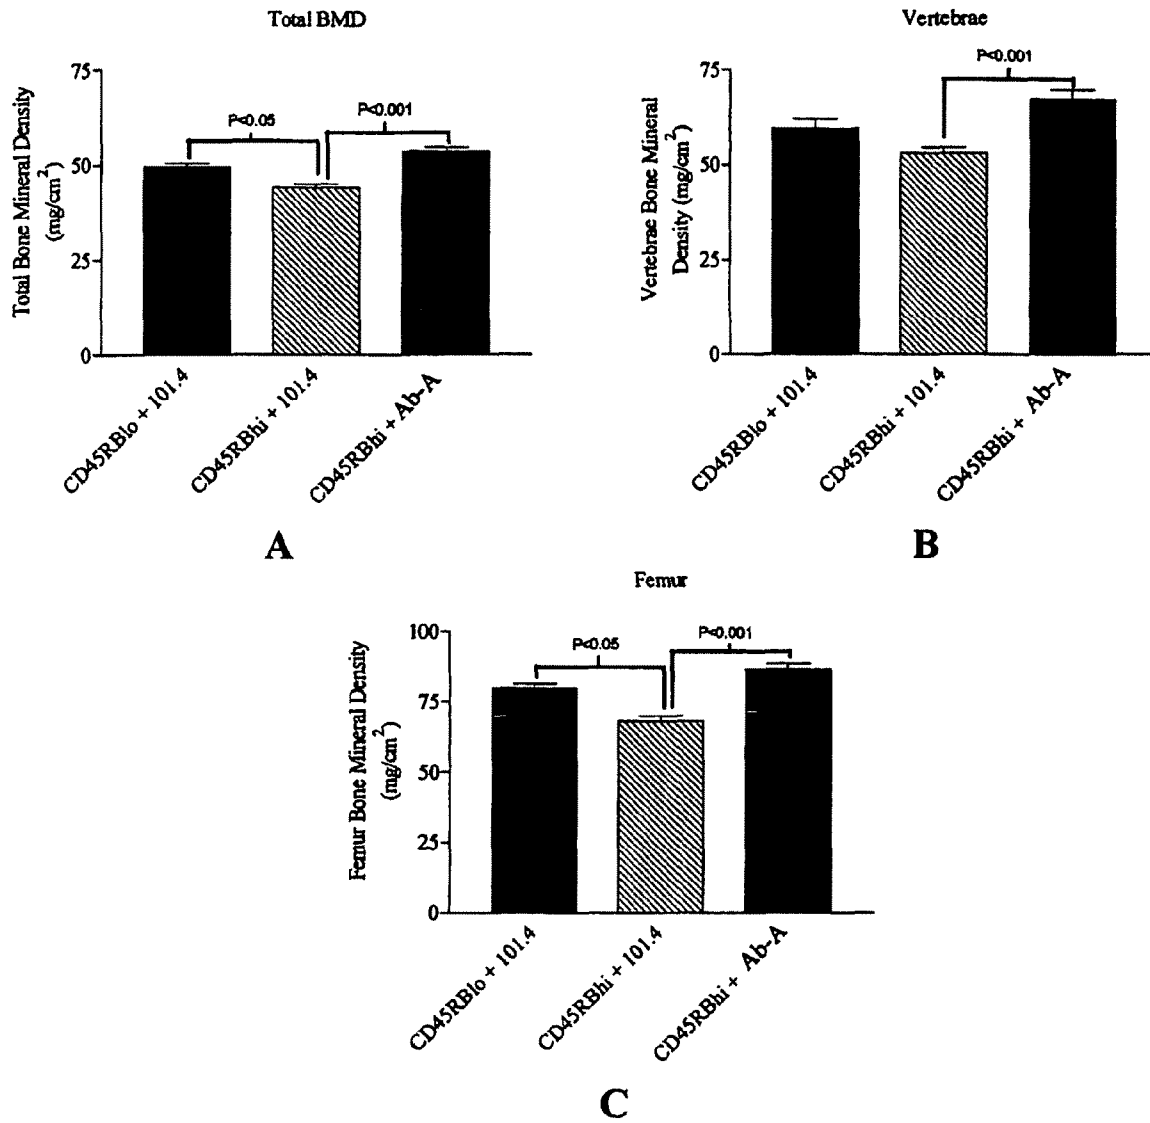 Total BMD
Total Bone Mineral Density
(mg/cm²)
75
50
25
0
P<0.05
P<0.001
CD45RBlo + 101.4
CD45RBhi + 101.4
CD45RBhi + Ab-A
A
Vertebrae
Vertebrae Bone Mineral
Density (mg/cm²)
75
50
25
0
P<0.001
CD45RBlo + 101.4
CD45RBhi + 101.4
CD45RBhi + Ab-A
B
Femur
Femur Bone Mineral Density
(mg/cm²)
100
75
50
25
0
P<0.05
P<0.001
CD45RBlo + 101.4
CD45RBhi + 101.4
CD45RBhi + Ab-A
C